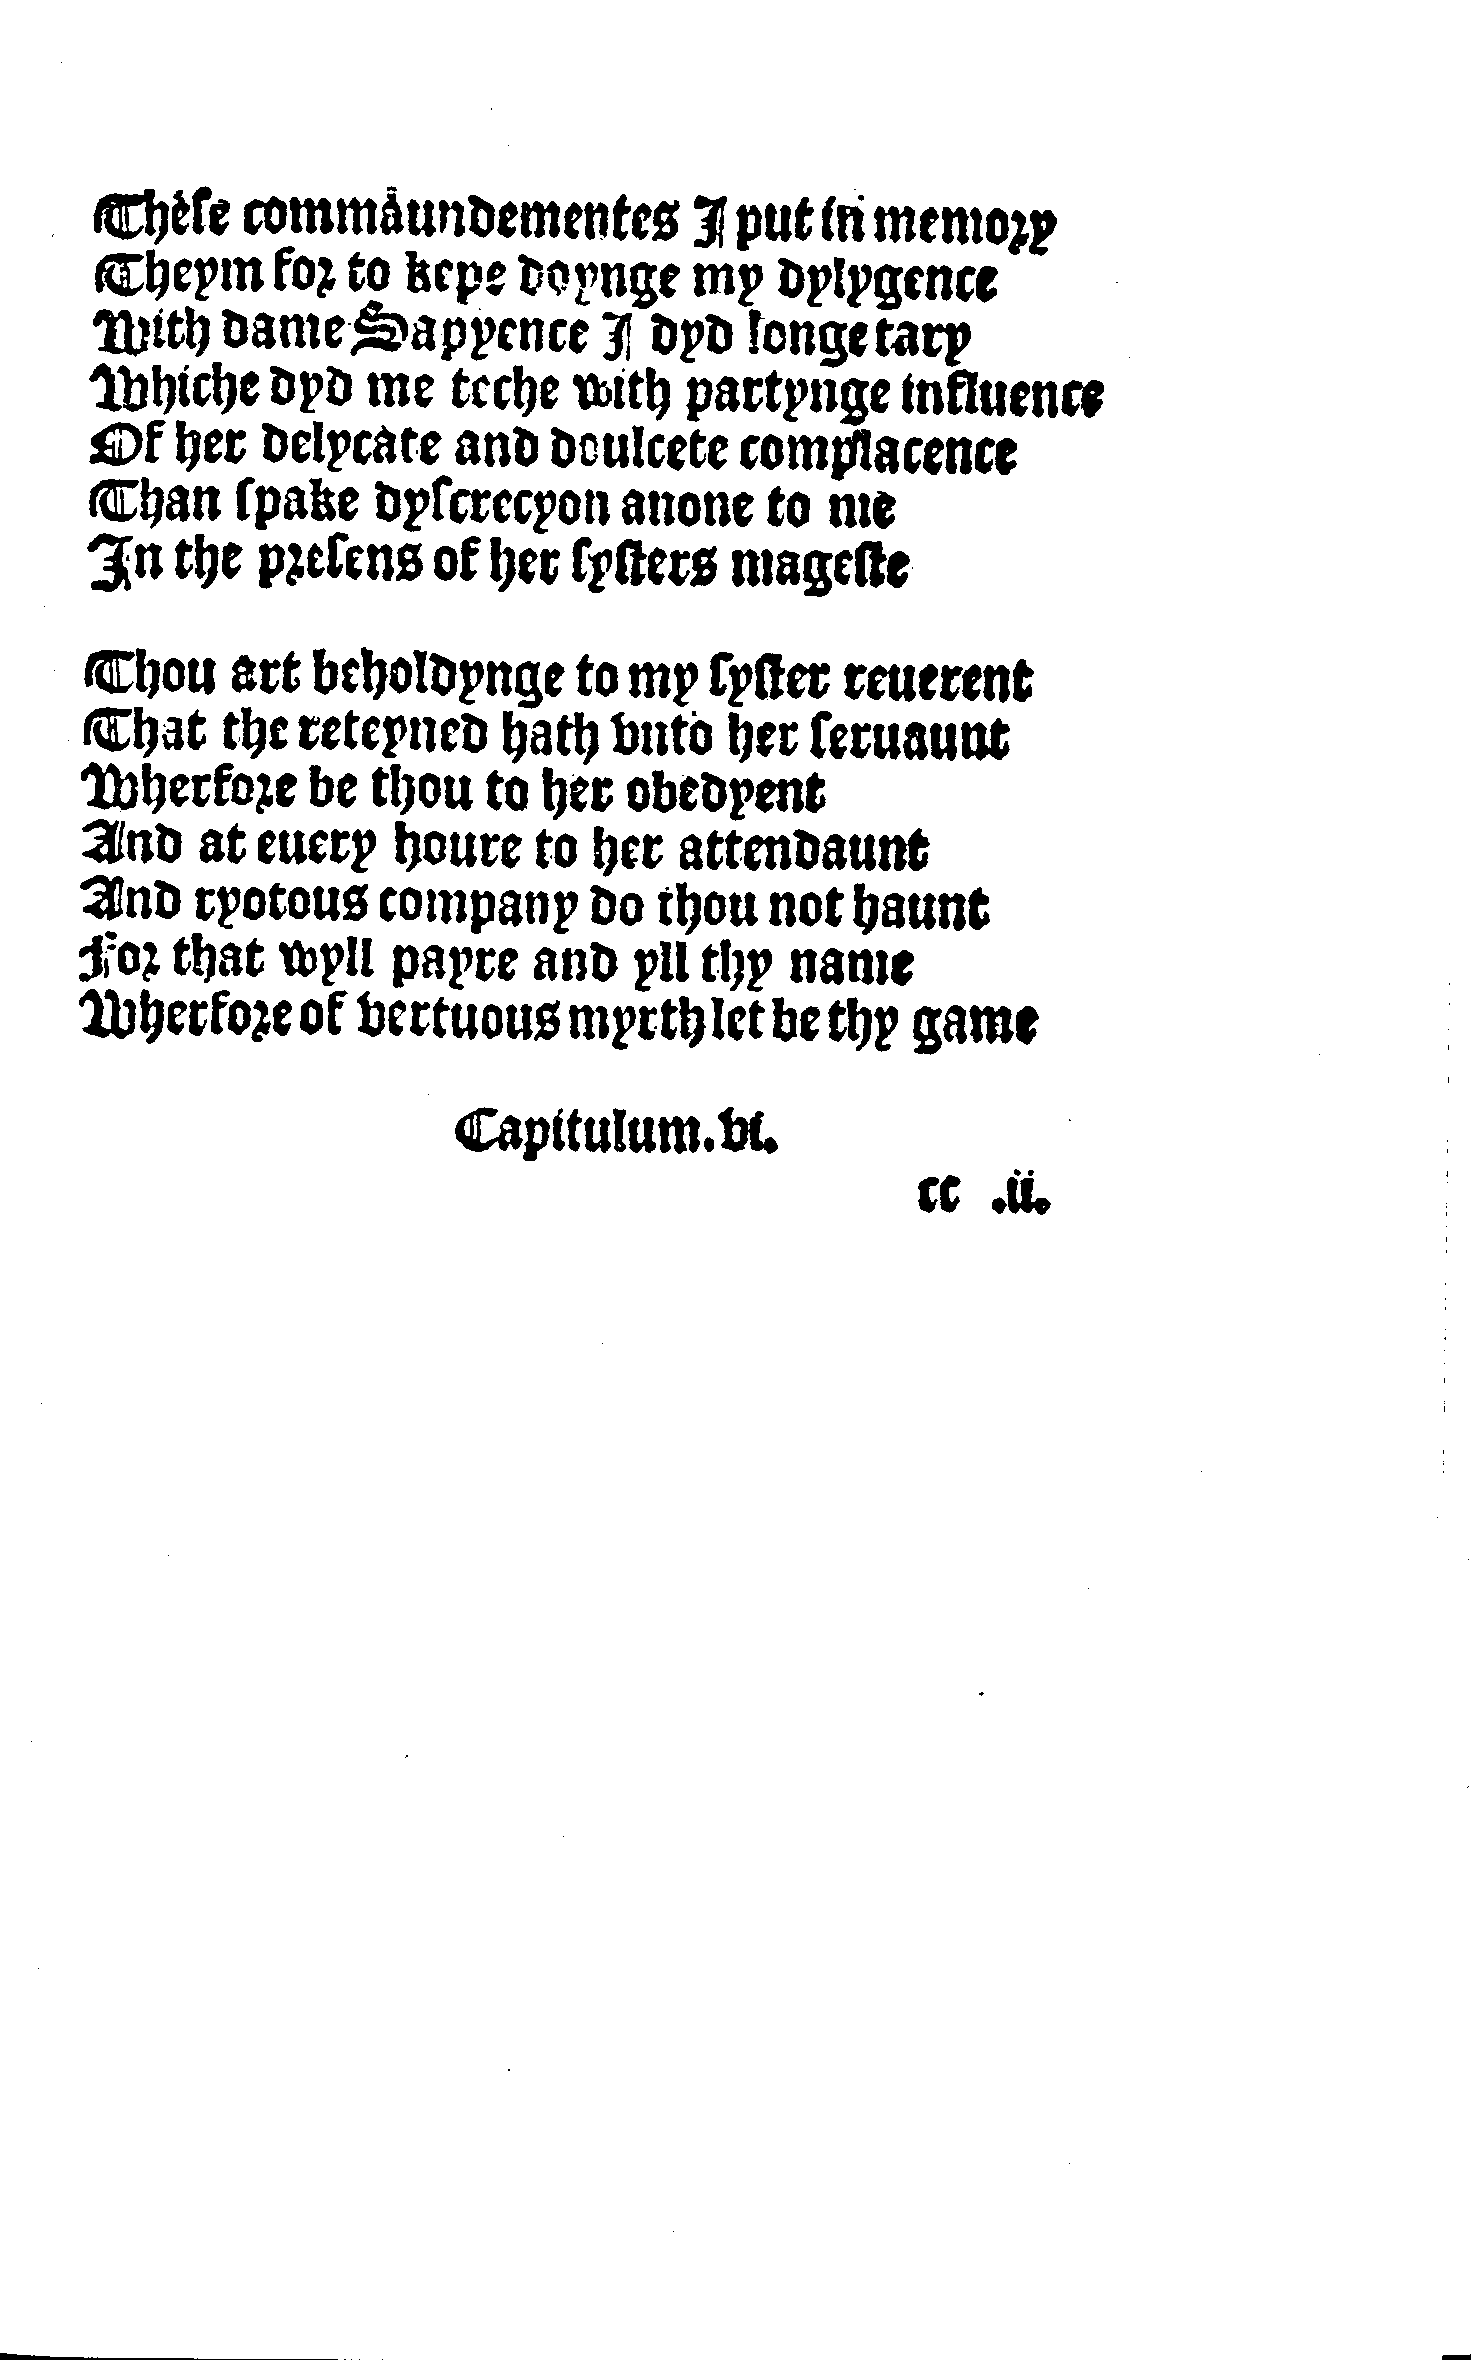 Theſe commaundementes I put in memory
Theym for to kepe doynge my dylygence
With dame Sapyence I dyd longe tary
Whiche dyd me teche with partynge influence
Of her delycate and doulcete complacence
Than ſpake dyſcrecyon anone to me
In the preſens of her ſyſters mageſte

Thou art beholdynge to my ſyſter reuerent
That the reteyned hath vnto her ſeruaunt
Wherfore be thou to her obedyent
And at euery houre to her attendaunt
And ryotous company do thou not haunt
For that wyll payre and yll thy name
Wherfore of vertuous myrth let be thy game

Capitulum.vi.
cc .ii.